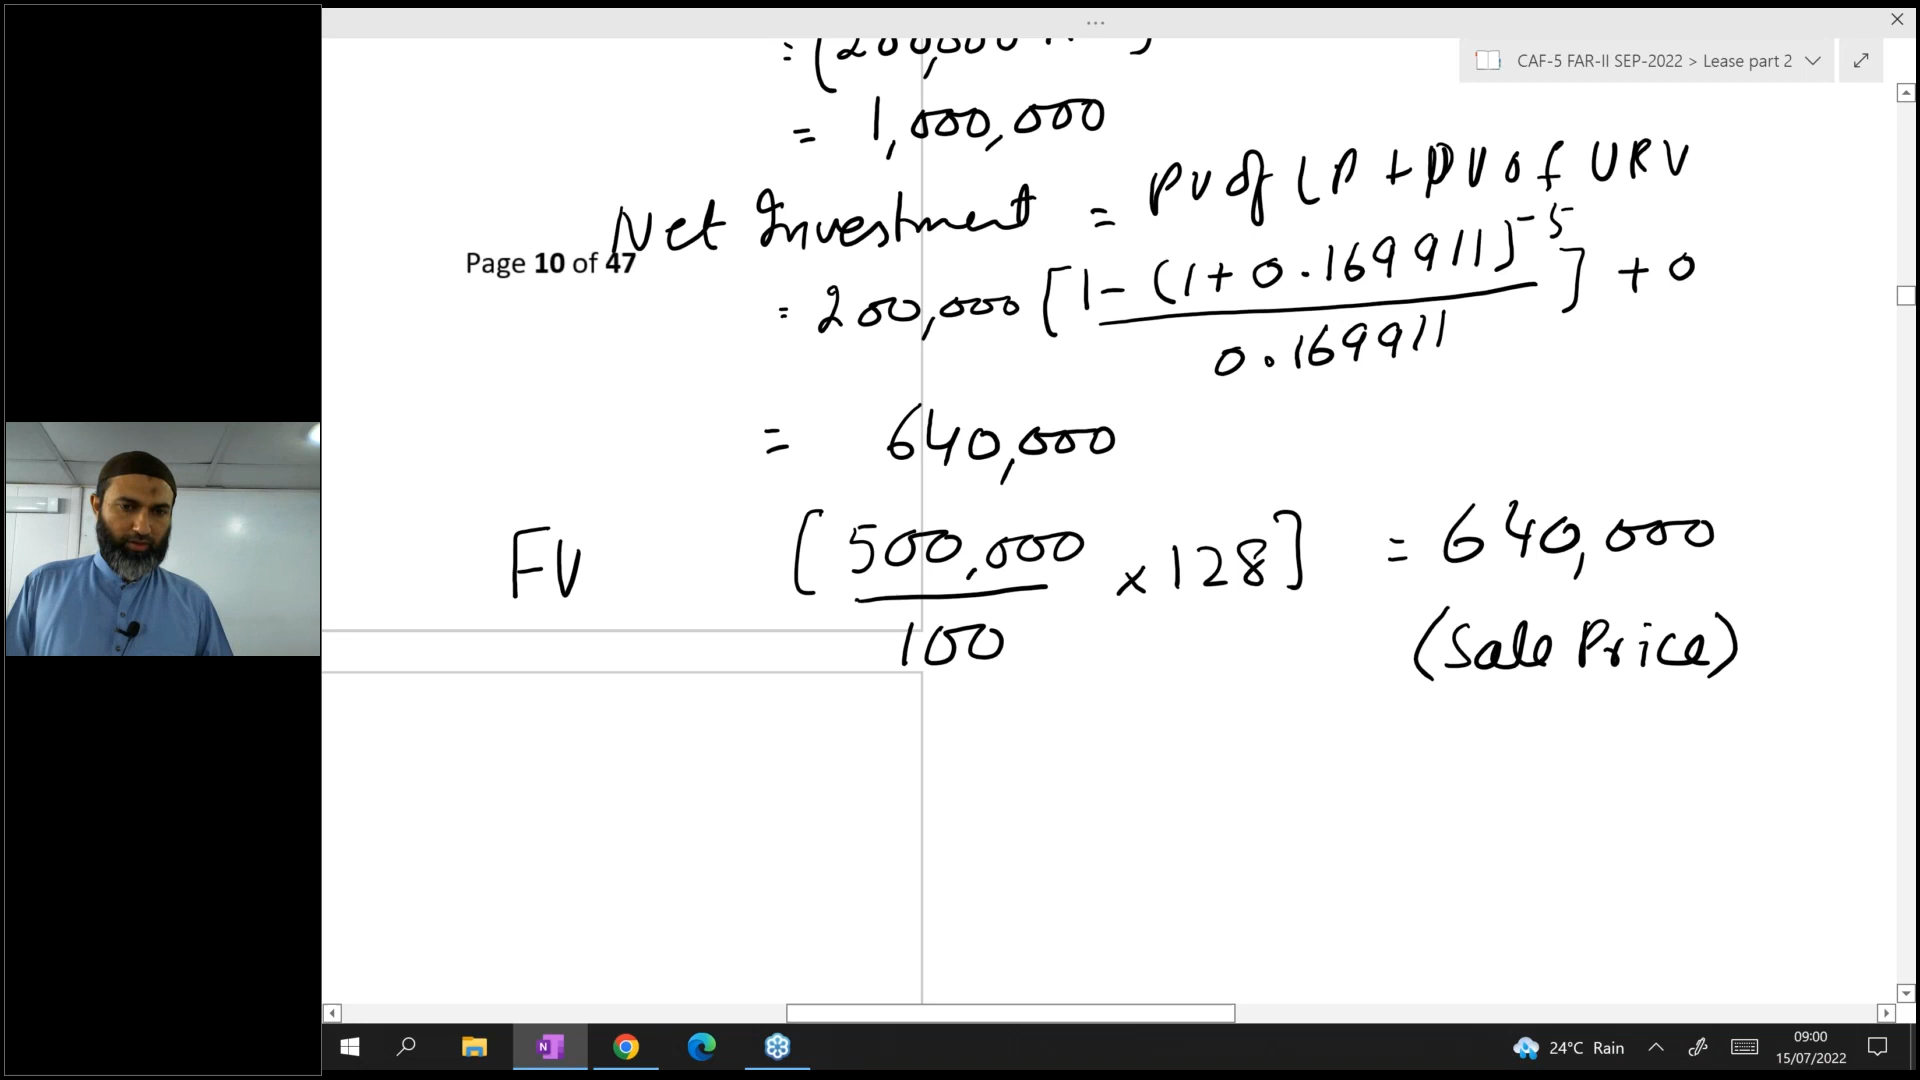 CAF-5 FAR-II SEP-2022 > Lease part 2
= 1,000,000
Net Investment = PV of LP + PV of URV
Page 10 of 47
= 200,000 [1 - (1 + 0.169911)^-5 / 0.169911] + 0
= 640,000
FV [500,000 / 100 x 128] = 640,000
(Sale Price)
24°C Rain
09:00
15/07/2022